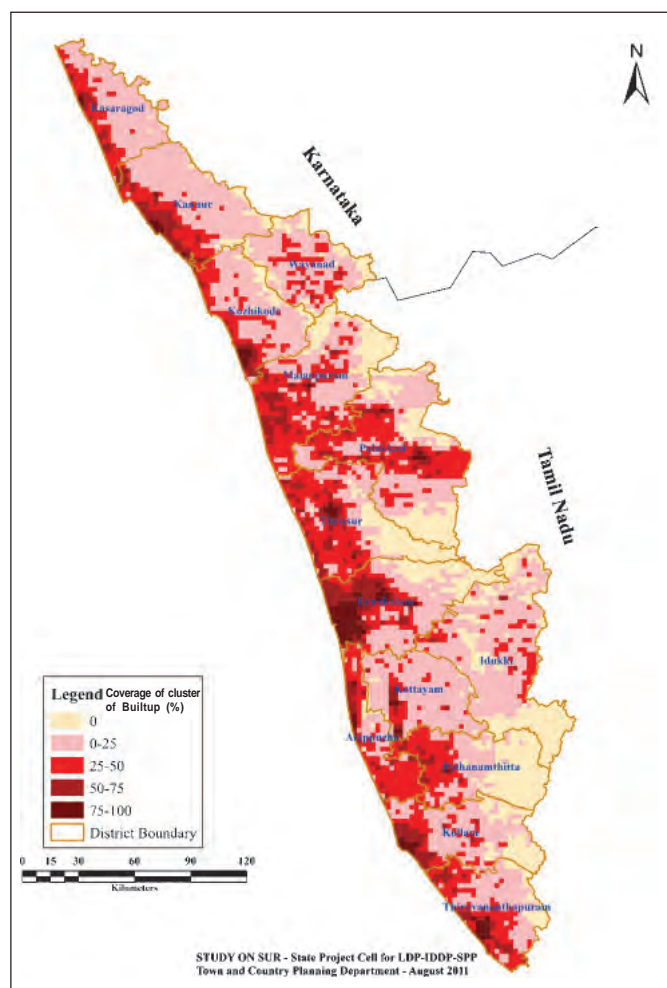 N
Kasaragod
Karnataka
Kannur
Wayanad
Kozhikode
Malappuram
Palakkad
Tamil Nadu
Thrissur
Ernakulam
Idukki
Kottayam
Alappuzha
Pathanamthitta
Kollam
Thiruvananthapuram
Legend Coverage of cluster
of Builtup (%)
0
0-25
25-50
50-75
75-100
District Boundary
0 15 30 60 90 120
Kilometers
STUDY ON SUR - State Project Cell for LDP-IDDP-SPP
Town and Country Planning Department - August 2011